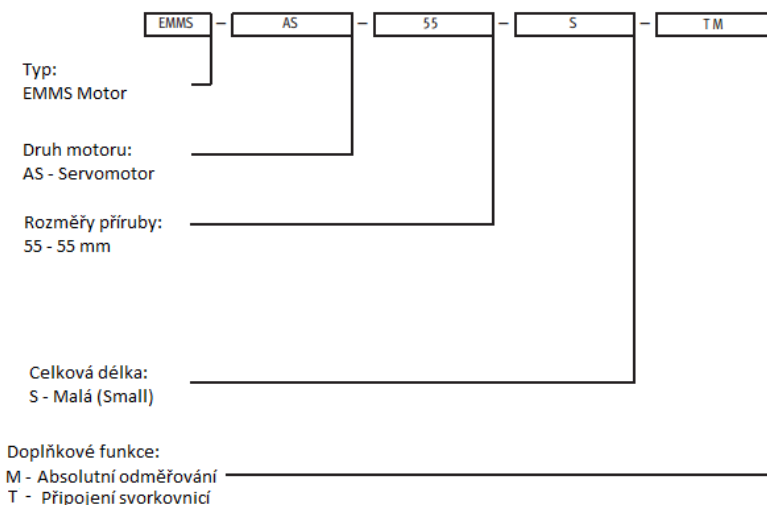 EMMS – AS – 55 – S – TM
Typ:
EMMS Motor
Druh motoru:
AS - Servomotor
Rozměřy příruby:
55 - 55 mm
Celková délka:
S - Malá (Small)
Doplňkové funkce:
M - Absolutní odměřování
T - Připojení svorkovnicí